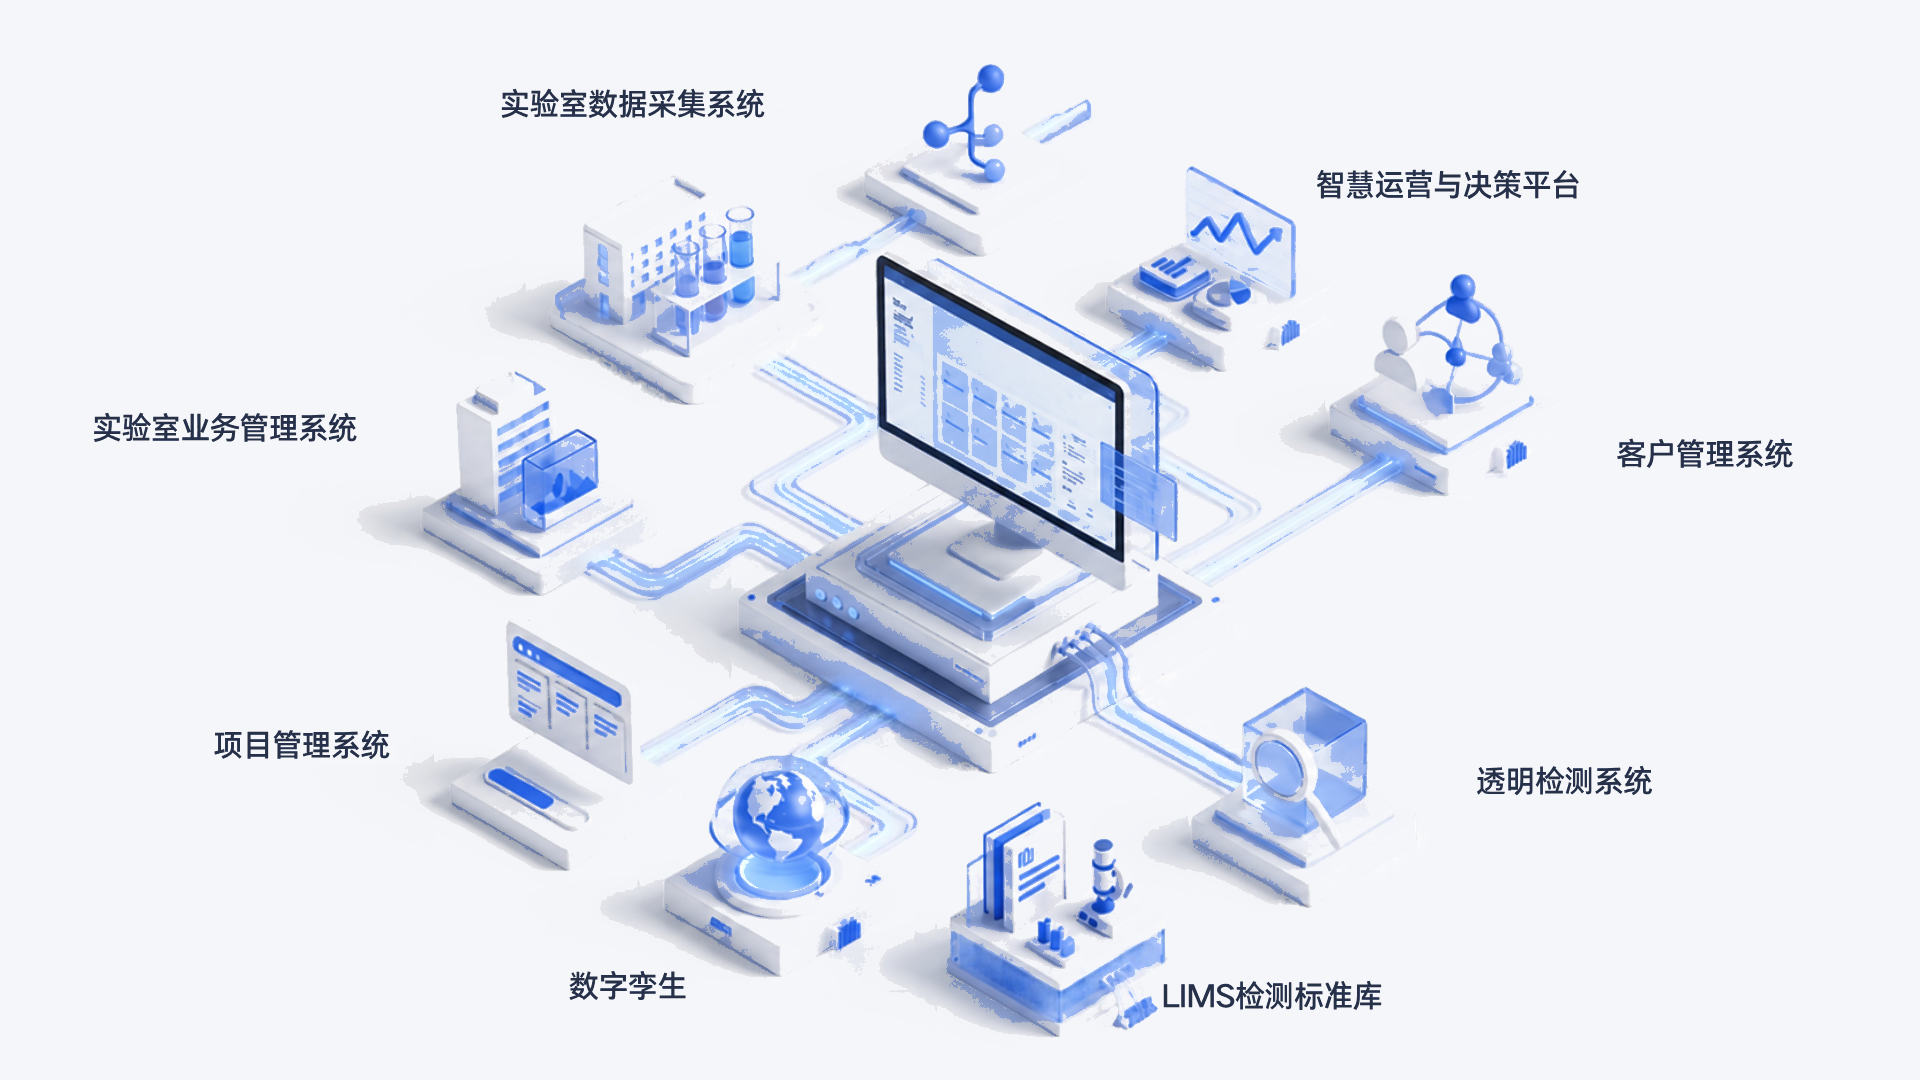 实验室数据采集系统
智慧运营与决策平台
实验室业务管理系统
客户管理系统
项目管理系统
透明检测系统
数字孪生
LIMS检测标准库